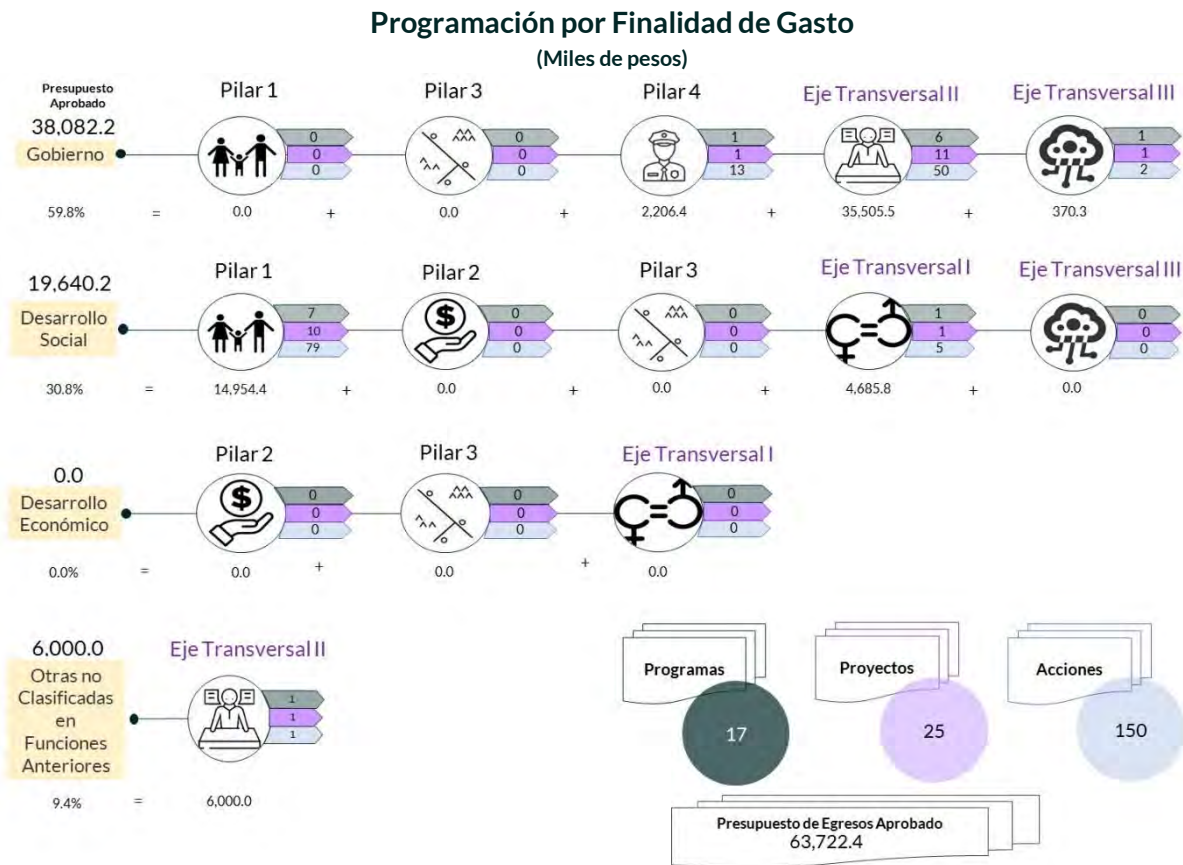 Programación por Finalidad de Gasto
(Miles de pesos)
Presupuesto
Aprobado
38,082.2
Gobierno
59.8%
=
Pilar 1
0
0
0
0.0
+
Pilar 3
0
0
0
0.0
+
Pilar 4
1
1
13
2,206.4
+
Eje Transversal II
6
11
50
35,505.5
+
Eje Transversal III
1
1
2
370.3
19,640.2
Desarrollo
Social
30.8%
=
Pilar 1
7
10
79
14,954.4
+
Pilar 2
$
0
0
0
0.0
+
Pilar 3
0
0
0
0.0
+
Eje Transversal I
1
1
5
4,685.8
+
Eje Transversal III
0
0
0
0.0
0.0
Desarrollo
Económico
0.0%
=
Pilar 2
$
0
0
0
0.0
+
Pilar 3
0
0
0
0.0
+
Eje Transversal I
0
0
0
0.0
6,000.0
Otras no
Clasificadas
en
Funciones
Anteriores
9.4%
=
Eje Transversal II
1
1
1
6,000.0
Programas
17
Proyectos
25
Acciones
150
Presupuesto de Egresos Aprobado
63,722.4